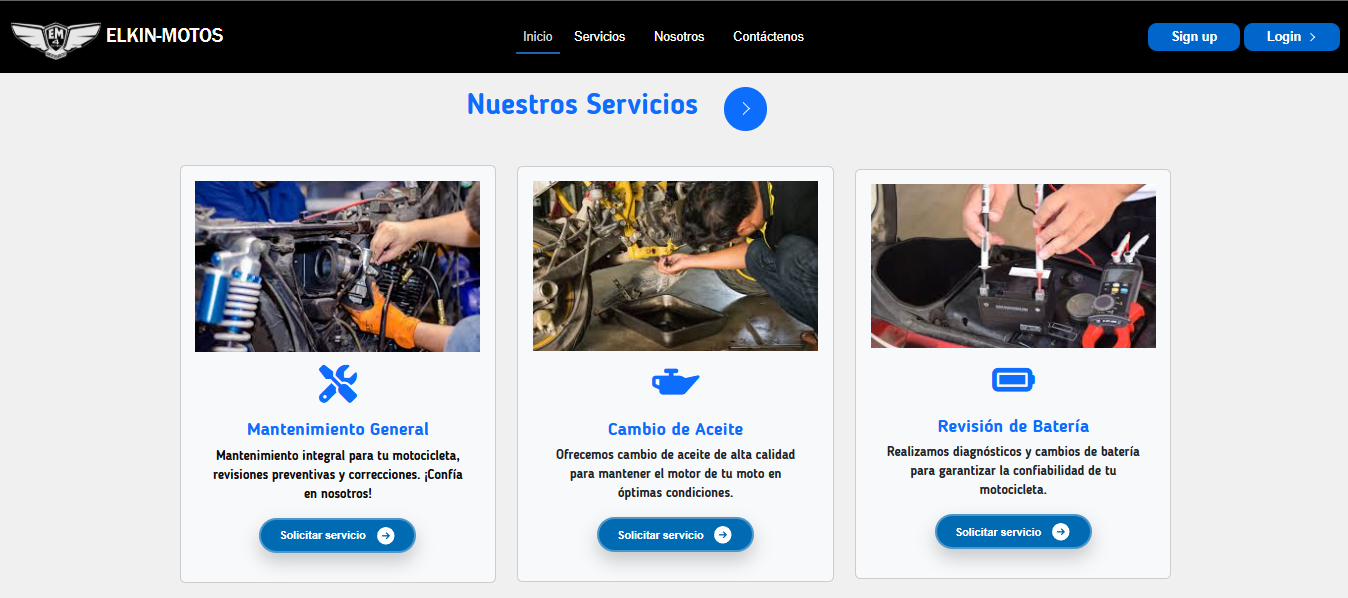 EM
4
ELKIN-MOTOS
Inicio
Servicios
Nosotros
Contáctenos
Sign up
Login
Nuestros Servicios
Mantenimiento General
Mantenimiento integral para tu motocicleta,
revisiones preventivas y correcciones. ¡Confía
en nosotros!
Solicitar servicio
Cambio de Aceite
Ofrecemos cambio de aceite de alta calidad
para mantener el motor de tu moto en
óptimas condiciones.
Solicitar servicio
Revisión de Batería
Realizamos diagnósticos y cambios de batería
para garantizar la confiabilidad de tu
motocicleta.
Solicitar servicio